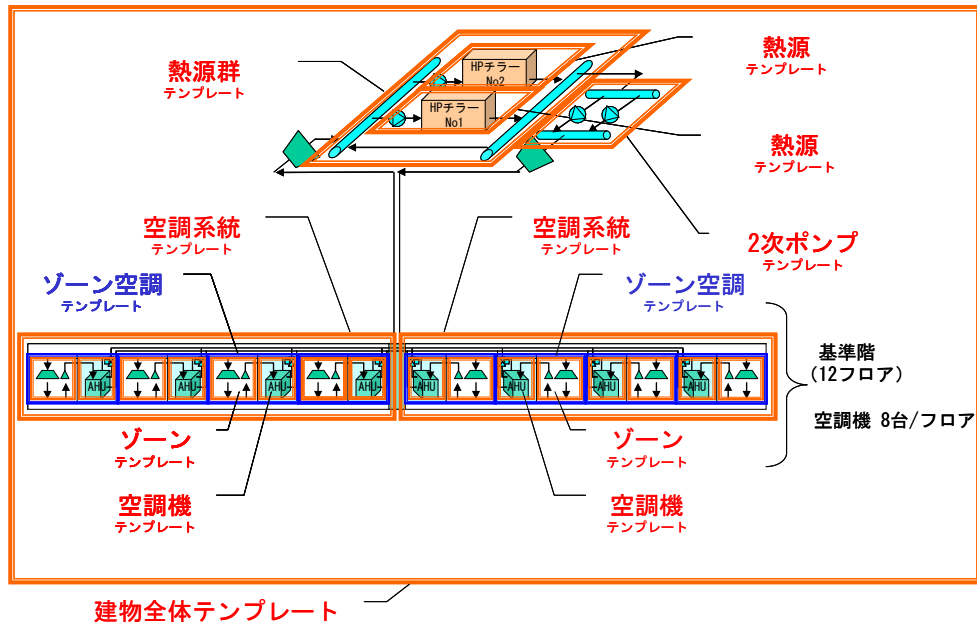 熱源群
テンプレート
HPチラー
No2
HPチラー
No1
熱源
テンプレート
熱源
テンプレート
空調系統
テンプレート
空調系統
テンプレート
2次ポンプ
テンプレート
ゾーン空調
テンプレート
ゾーン空調
テンプレート
AHU
AHU
AHU
AHU
AHU
AHU
AHU
AHU
基準階
(12フロア)
空調機 8台/フロア
ゾーン
テンプレート
ゾーン
テンプレート
空調機
テンプレート
空調機
テンプレート
建物全体テンプレート